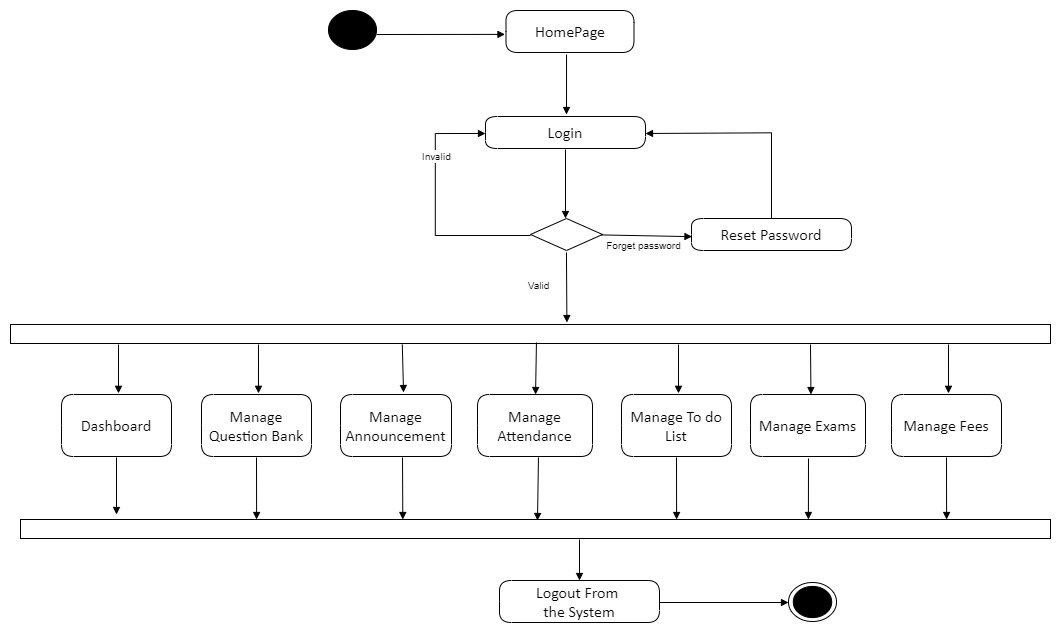 HomePage
Login
Invalid
Reset Password
Forget password
Valid
Dashboard
Manage
Question Bank
Manage
Announcement
Manage
Attendance
Manage To do
List
Manage Exams
Manage Fees
Logout From
the System